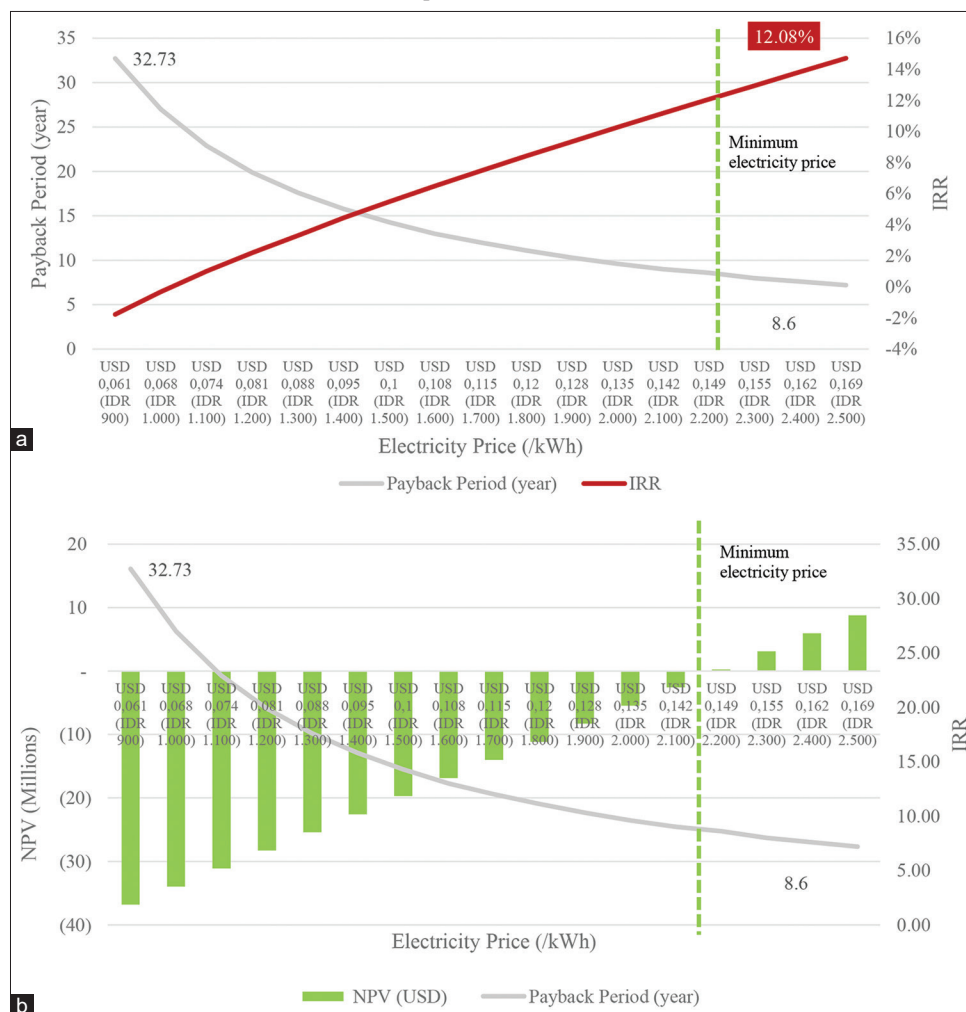 35
30
25
20
15
10
5
0
Payback Period (year)
32.73
12.08%
Minimum
electricity price
8.6
16%
14%
12%
10%
8%
6%
4%
2%
0%
-2%
-4%
IRR
USD 0,061 (IDR 900)
USD 0,068 (IDR 1.000)
USD 0,074 (IDR 1.100)
USD 0,081 (IDR 1.200)
USD 0,088 (IDR 1.300)
USD 0,095 (IDR 1.400)
USD 0,1 (IDR 1.500)
USD 0,108 (IDR 1.600)
USD 0,115 (IDR 1.700)
USD 0,12 (IDR 1.800)
USD 0,128 (IDR 1.900)
USD 0,135 (IDR 2.000)
USD 0,142 (IDR 2.100)
USD 0,149 (IDR 2.200)
USD 0,155 (IDR 2.300)
USD 0,162 (IDR 2.400)
USD 0,169 (IDR 2.500)
a
Electricity Price (/kWh)
Payback Period (year)
IRR
20
10
-
(10)
(20)
(30)
(40)
NPV (Millions)
32.73
Minimum
electricity price
8.6
35.00
30.00
25.00
20.00
15.00
10.00
5.00
0.00
IRR
USD 0,061 (IDR 900)
USD 0,068 (IDR 1.000)
USD 0,074 (IDR 1.100)
USD 0,081 (IDR 1.200)
USD 0,088 (IDR 1.300)
USD 0,095 (IDR 1.400)
USD 0,1 (IDR 1.500)
USD 0,108 (IDR 1.600)
USD 0,115 (IDR 1.700)
USD 0,12 (IDR 1.800)
USD 0,128 (IDR 1.900)
USD 0,135 (IDR 2.000)
USD 0,142 (IDR 2.100)
USD 0,149 (IDR 2.200)
USD 0,155 (IDR 2.300)
USD 0,162 (IDR 2.400)
USD 0,169 (IDR 2.500)
Electricity Price (/kWh)
b
NPV (USD)
Payback Period (year)